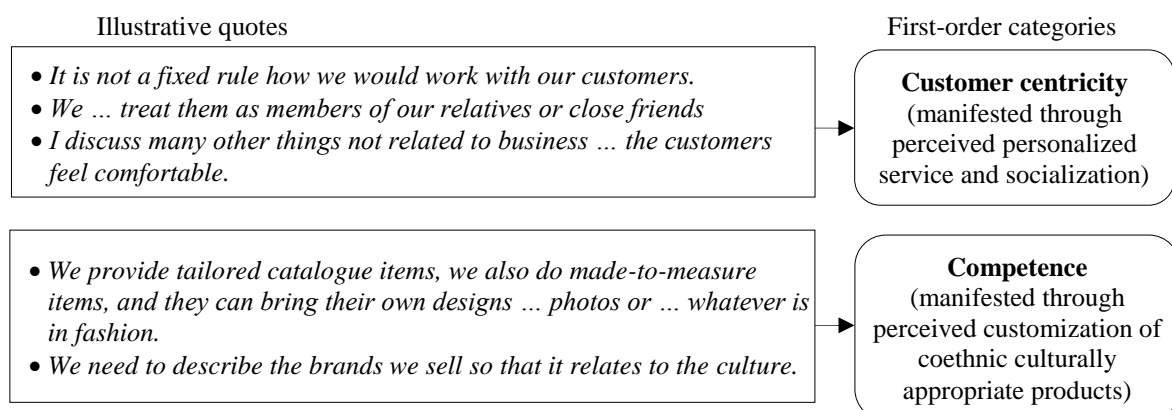 Illustrative quotes
First-order categories
• It is not a fixed rule how we would work with our customers.
• We … treat them as members of our relatives or close friends
• I discuss many other things not related to business … the customers
feel comfortable.
Customer centricity
(manifested through
perceived personalized
service and socialization)
• We provide tailored catalogue items, we also do made-to-measure
items, and they can bring their own designs … photos or … whatever is
in fashion.
• We need to describe the brands we sell so that it relates to the culture.
Competence
(manifested through
perceived customization of
coethnic culturally
appropriate products)